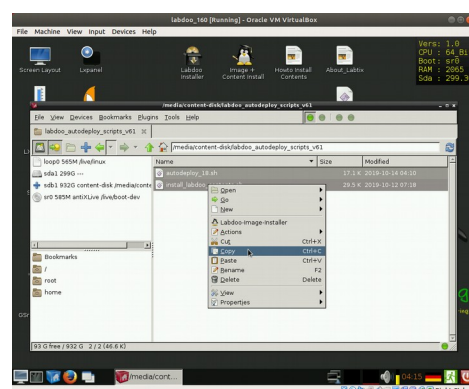 labdoo_160 [Running] - Oracle VM VirtualBox
File Machine View Input Devices Help
Vers: 1.0
CPU : 64_Bi
Boot: sr0
RAM : 2065
Sda : 299.3
Screen Layout
Lxpanel
Labdoo Installer
Image + Content Install
Howto Install Contents
About_Labtix
/media/content-disk/labdoo_autodeploy_scripts_v61
File View Devices Bookmarks Plugins Tools Help
labdoo_autodeploy_scripts_v61
/media/content-disk/labdoo_autodeploy_scripts_v61
loop0 565M /live/linux
sda1 299G ---
sdb1 932G content-disk /media/conte
sr0 585M antiXLive /live/boot-dev
Name Size Modified
autodeploy_18.sh 17.1 K 2019-10-14 04:10
install_labdoo 29.5 K 2019-10-12 07:18
Open
Go
New
Labdoo-Image-Installer
Actions
Cut Ctrl+X
Copy Ctrl+C
Paste Ctrl+V
Rename F2
Delete Delete
View
Properties
Bookmarks
/
root
home
93 G free / 932 G 2 / 2 (46.6 K)
/media/cont...
04:15